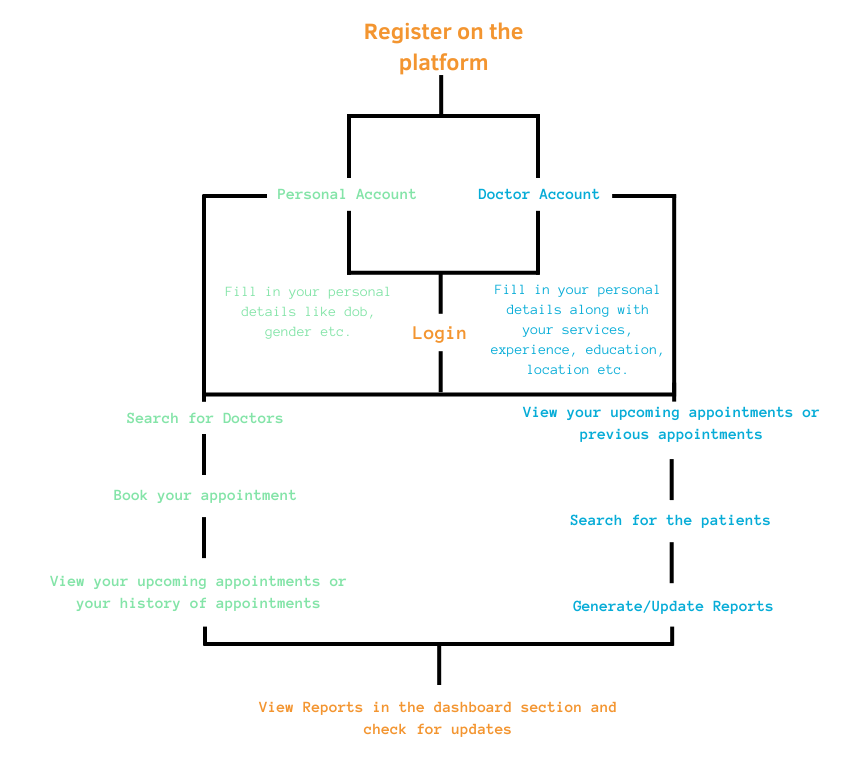 Register on the
platform
Personal Account
Doctor Account
Fill in your personal
details like dob,
gender etc.
Login
Fill in your personal
details along with
your services,
experience, education,
location etc.
Search for Doctors
View your upcoming appointments or
previous appointments
Book your appointment
Search for the patients
View your upcoming appointments or
your history of appointments
Generate/Update Reports
View Reports in the dashboard section and
check for updates